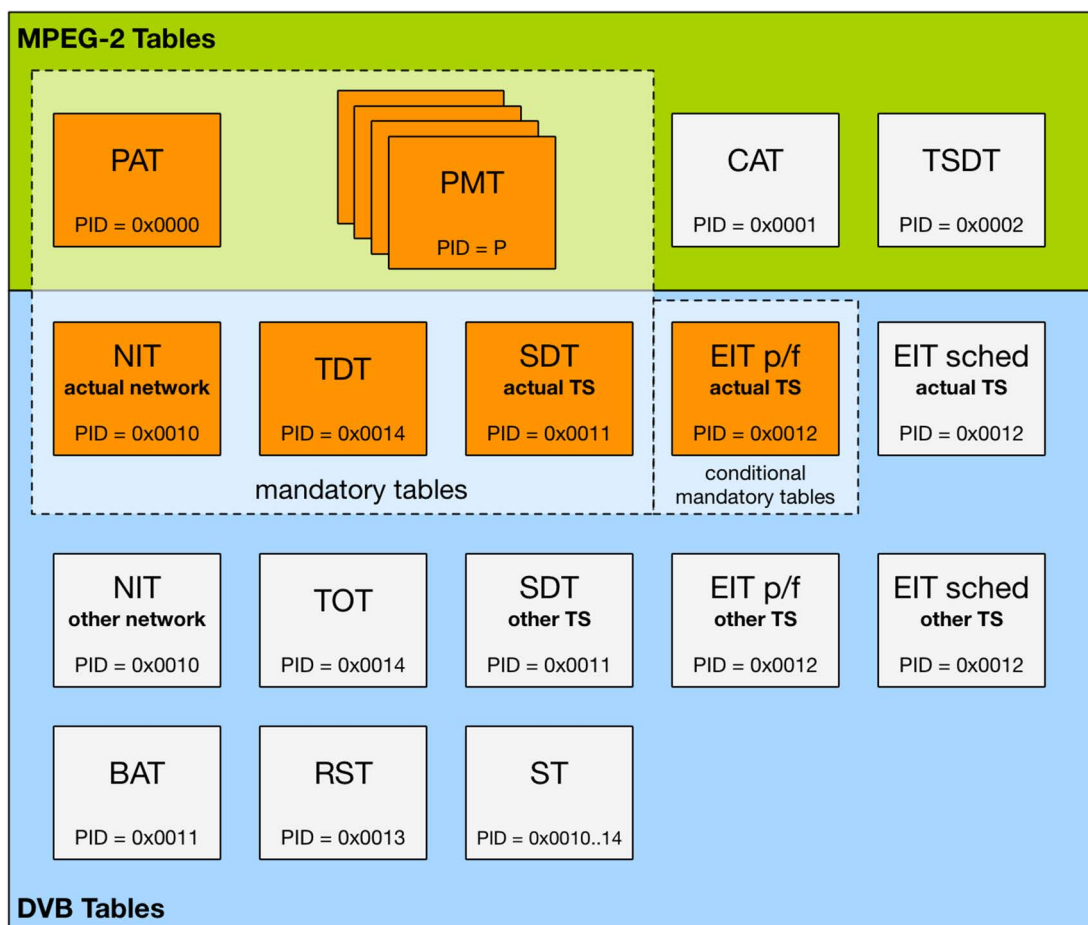 MPEG-2 Tables
PAT
PID = 0x0000
PMT
PID = P
CAT
PID = 0x0001
TSDT
PID = 0x0002
NIT
actual network
PID = 0x0010
TDT
PID = 0x0014
SDT
actual TS
PID = 0x0011
EIT p/f
actual TS
PID = 0x0012
EIT sched
actual TS
PID = 0x0012
mandatory tables
conditional
mandatory tables
NIT
other network
PID = 0x0010
TOT
PID = 0x0014
SDT
other TS
PID = 0x0011
EIT p/f
other TS
PID = 0x0012
EIT sched
other TS
PID = 0x0012
BAT
PID = 0x0011
RST
PID = 0x0013
ST
PID = 0x0010..14
DVB Tables